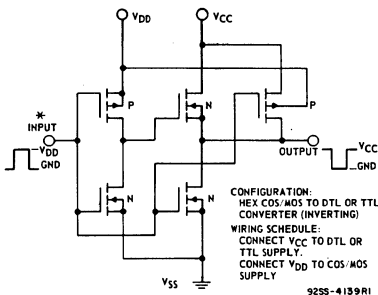 VDD
VCC
P
N
P
*
INPUT
VDD
GND
N
N
OUTPUT
VCC
GND
CONFIGURATION:
HEX COS/MOS TO DTL OR TTL
CONVERTER (INVERTING)
WIRING SCHEDULE:
CONNECT VCC TO DTL OR
TTL SUPPLY.
CONNECT VDD TO COS/MOS
SUPPLY
VSS
92SS-4139R1